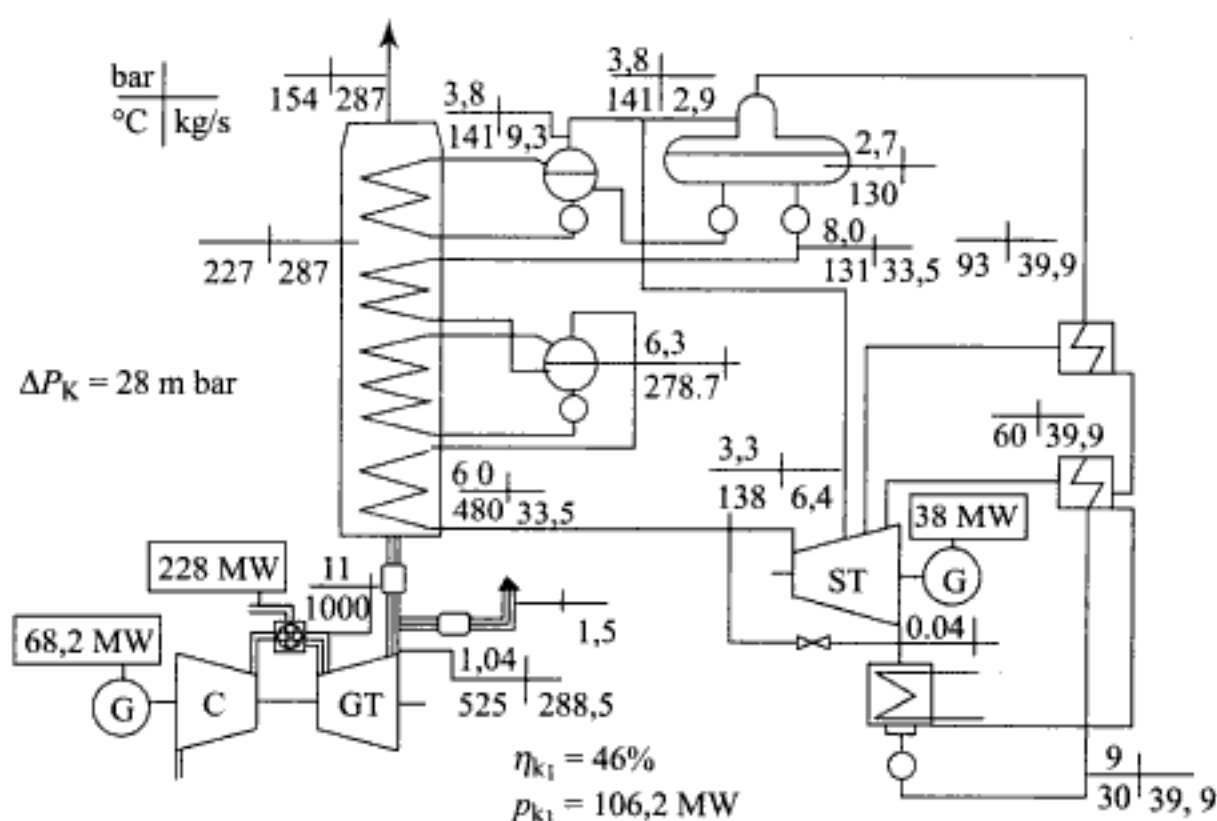 bar
°C kg/s
154 287
3,8
141 9,3
3,8
141 2,9
2,7
130
227 287
8,0
131 33,5
93 39,9
ΔPK = 28 m bar
6,3
278.7
60 39,9
6 0
480 33,5
3,3
138 6,4
38 MW
228 MW
11
1000
ST
G
68,2 MW
1,5
0.04
1,04
525 288,5
G
C
GT
ηk1 = 46%
pk1 = 106,2 MW
9
30 39, 9